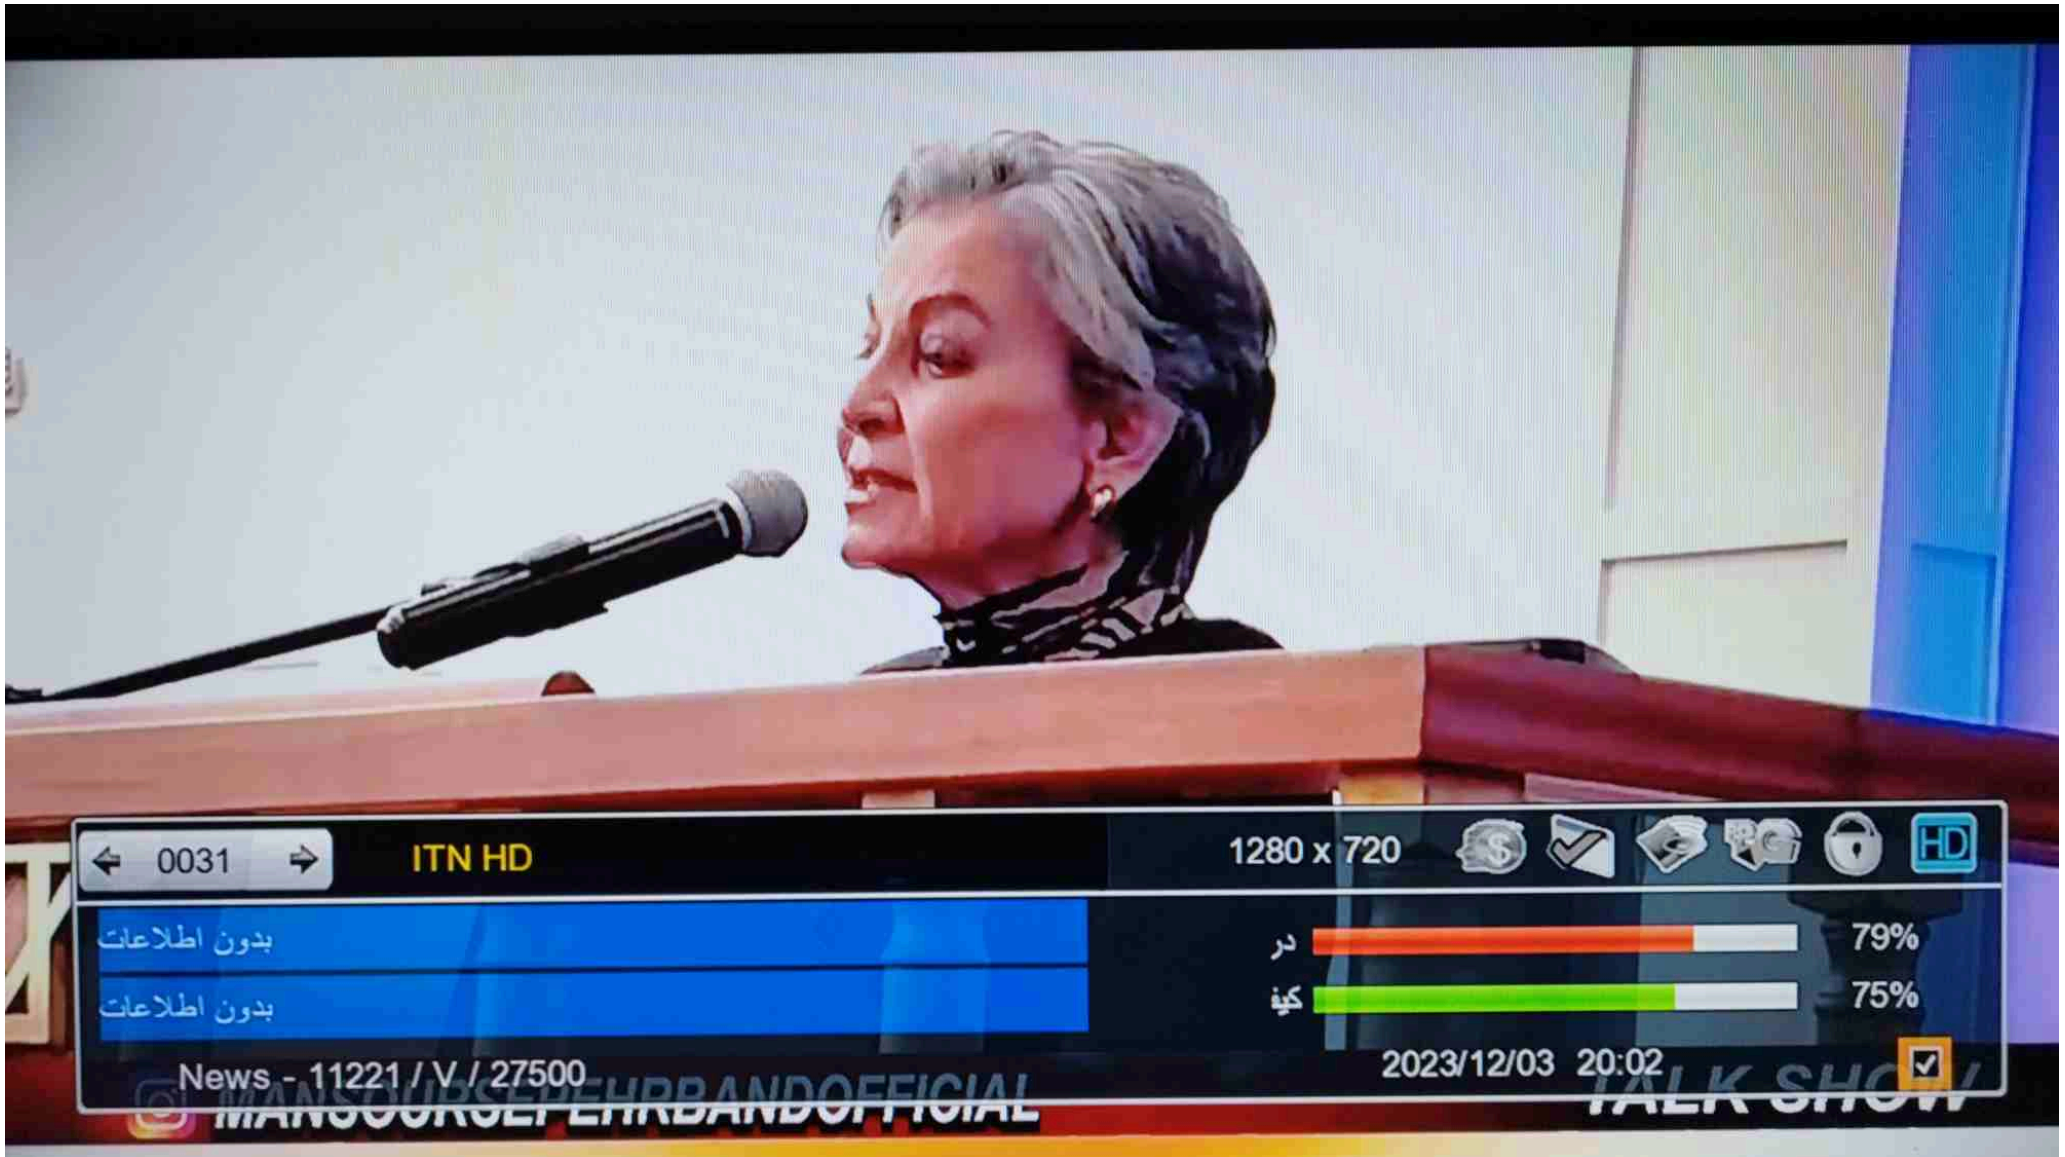 0031 ITN HD 1280 x 720 HD
بدون اطلاعات
در 79%
بدون اطلاعات
كيف 75%
News - 11221 / V / 27500 2023/12/03 20:02
MANSOURSEPEHRBANDOFFICIAL TALK SHOW